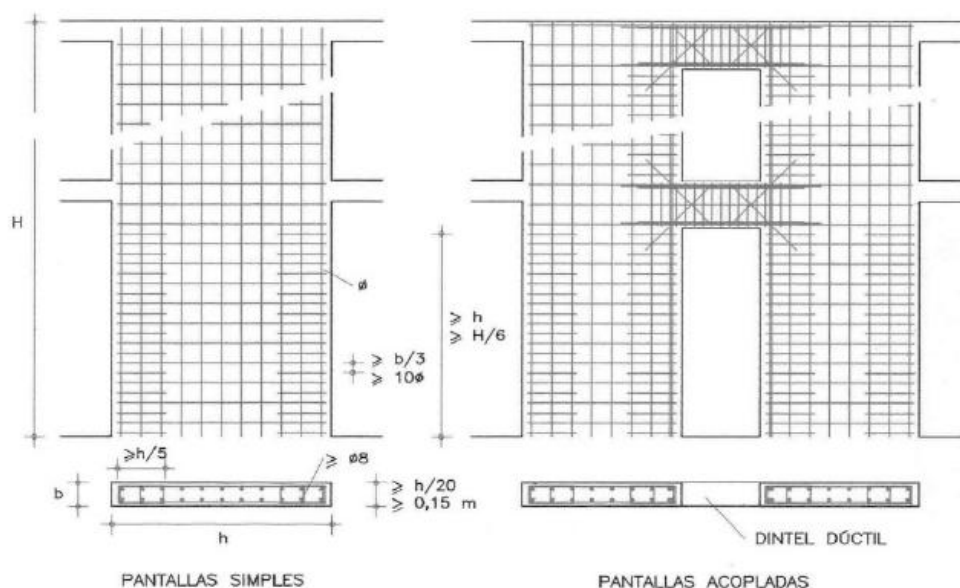 H
ø
⩾ h
⩾ H/6
⩾ b/3
⩾ 10ø
⩾h/5
⩾ ø8
b
⩾ h/20
⩾ 0,15 m
h
DINTEL DÚCTIL
PANTALLAS SIMPLES
PANTALLAS ACOPLADAS